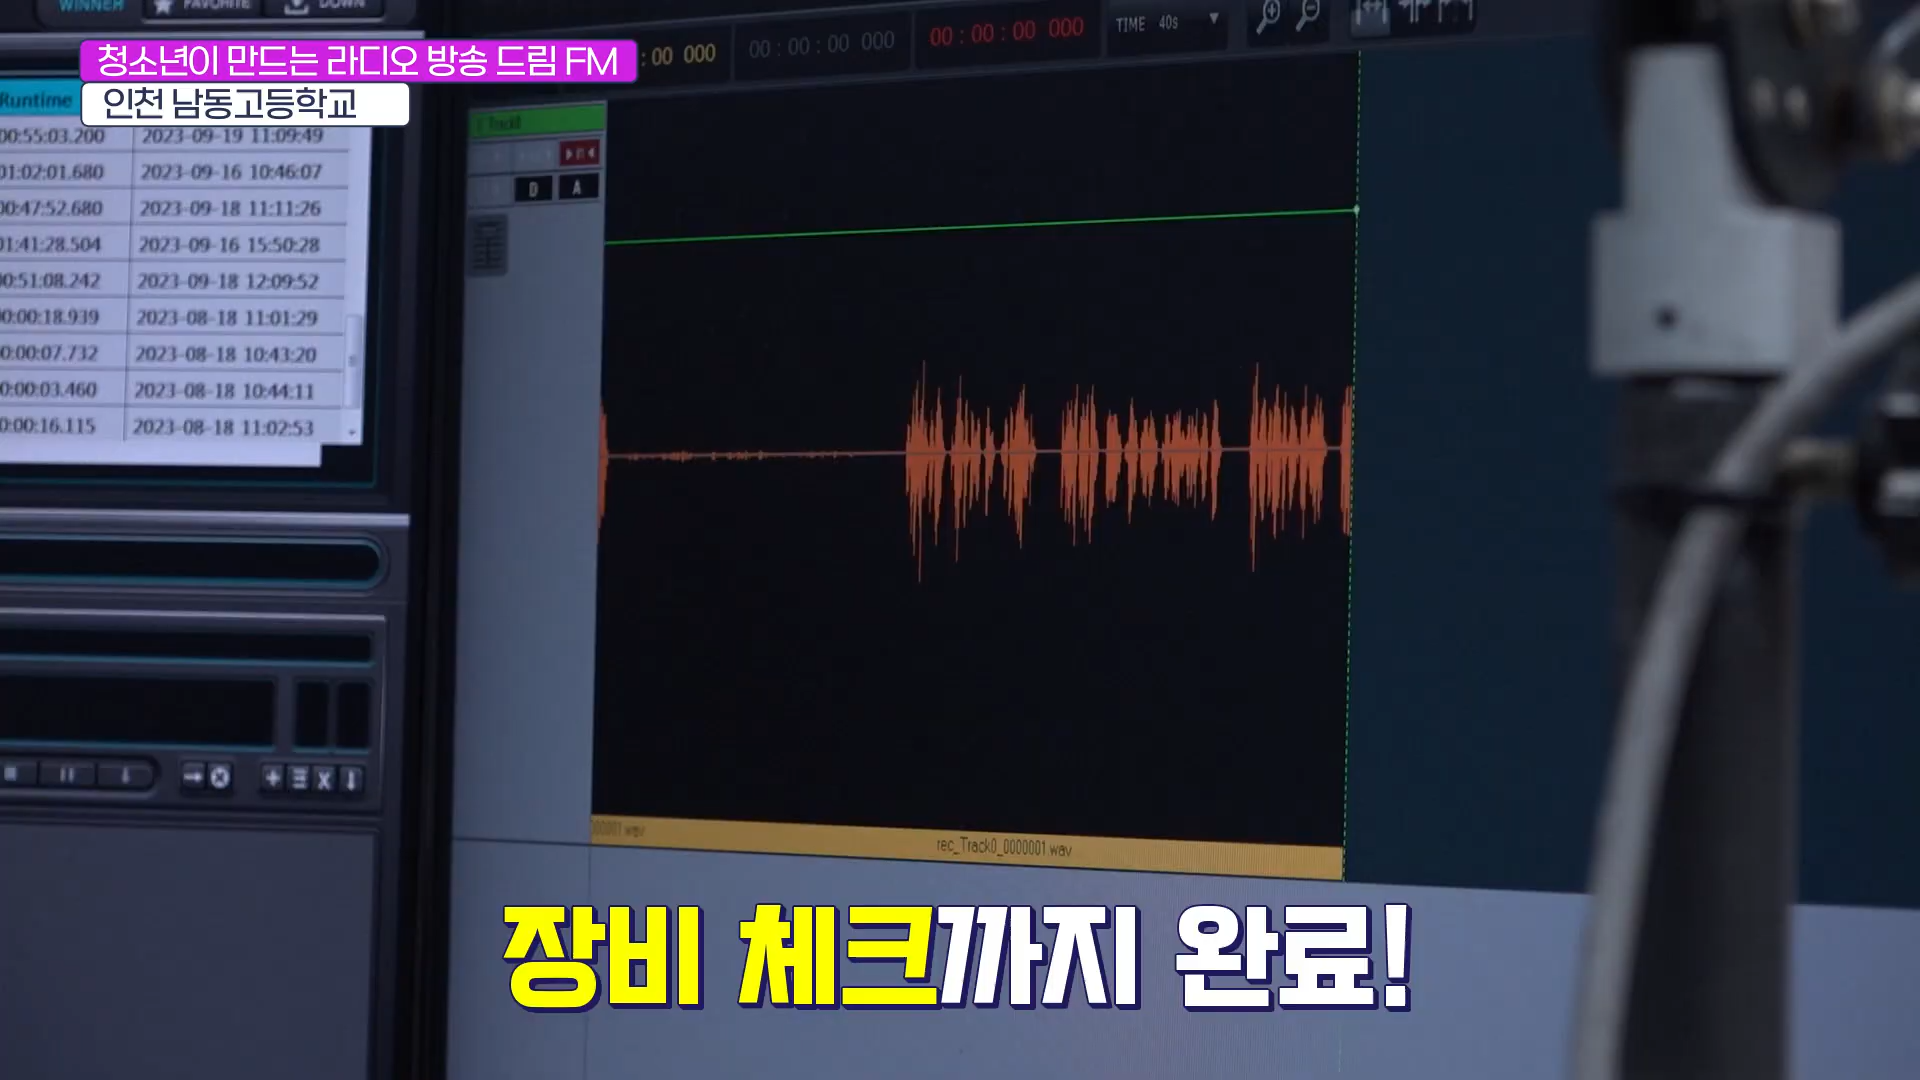 WINNER FAVORITE DOWN
청소년이 만드는 라디오 방송 드림 FM
인천 남동고등학교
:00 000
00 : 00 : 00 000
00 : 00 : 00 000
TIME 40s
Runtime
00:55:03.200 2023-09-19 11:09:49
01:02:01.680 2023-09-16 10:46:07
00:47:52.680 2023-09-18 11:11:26
01:41:28.504 2023-09-16 15:50:28
00:51:08.242 2023-09-18 12:09:52
0:00:18.939 2023-08-18 11:01:29
0:00:07.732 2023-08-18 10:43:20
0:00:03.460 2023-08-18 10:44:11
0:00:16.115 2023-08-18 11:02:53
Track0
D A
rec_Track0_0000001.wav
장비 체크까지 완료!